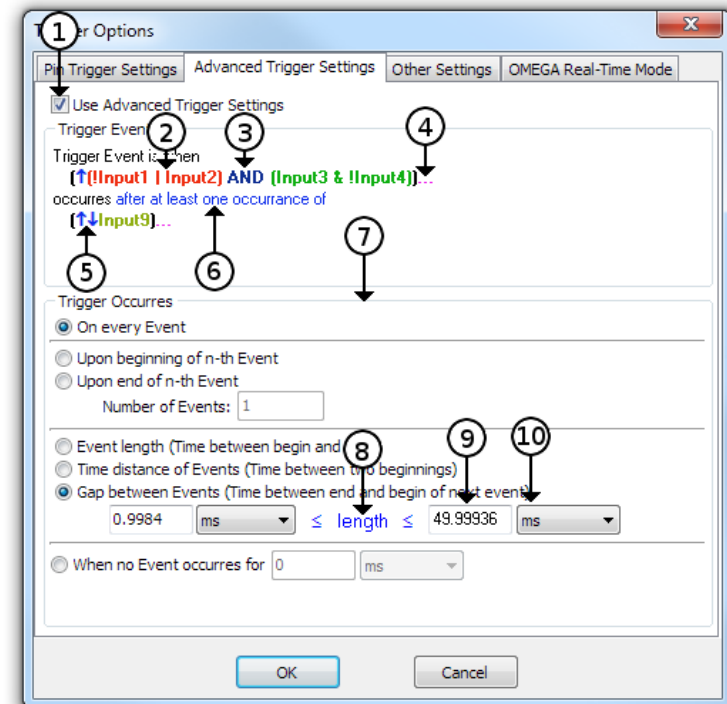 Trigger Options
Pin Trigger Settings Advanced Trigger Settings Other Settings OMEGA Real-Time Mode
1
Use Advanced Trigger Settings
Trigger Even
2
3
4
Trigger Event is hen
(↑(!Input1 | Input2) AND (Input3 & !Input4))...
occurres after at least one occurrance of
(↑↓Input9)...
5
6
7
Trigger Occurres
On every Event
Upon beginning of n-th Event
Upon end of n-th Event
Number of Events: 1
Event length (Time between begin and
8
9
10
Time distance of Events (Time between two beginnings)
Gap between Events (Time between end and begin of next event)
0.9984 ms ≤ length ≤ 49.99936 ms
When no Event occurres for 0 ms
OK Cancel